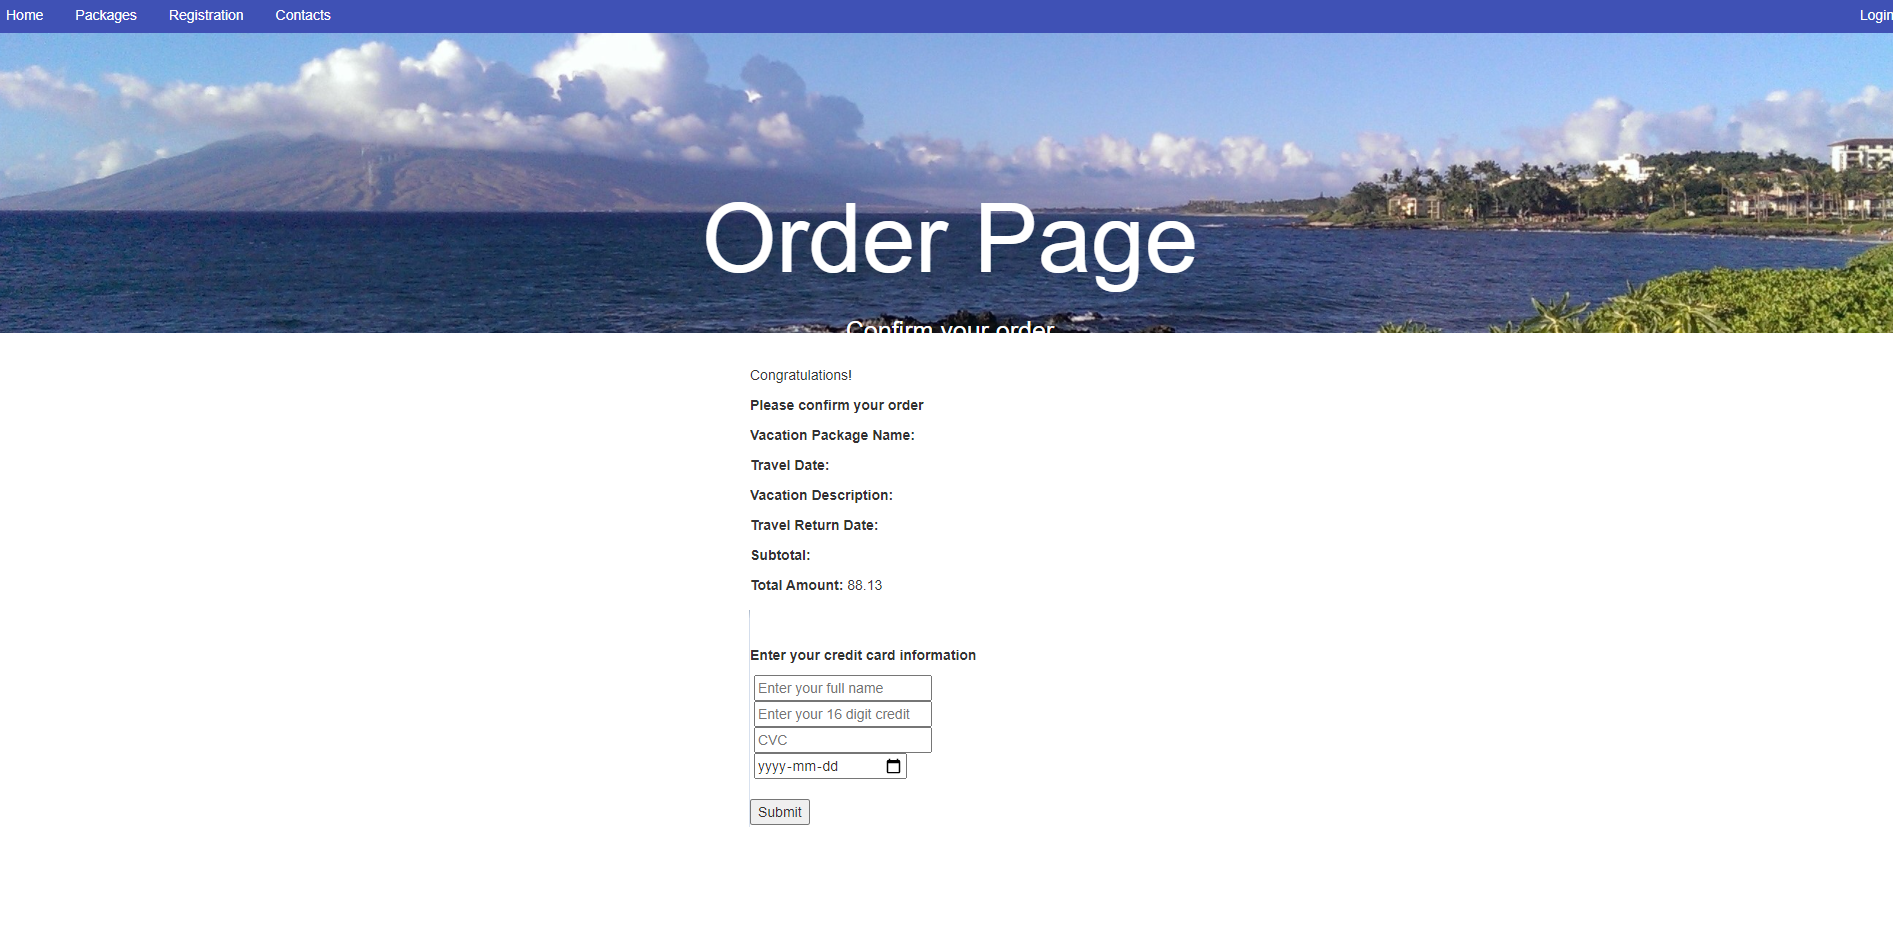 Home Packages Registration Contacts Login
Order Page
Confirm your order
Congratulations!
Please confirm your order
Vacation Package Name:
Travel Date:
Vacation Description:
Travel Return Date:
Subtotal:
Total Amount: 88.13
Enter your credit card information
Enter your full name
Enter your 16 digit credit
CVC
yyyy-mm-dd
Submit